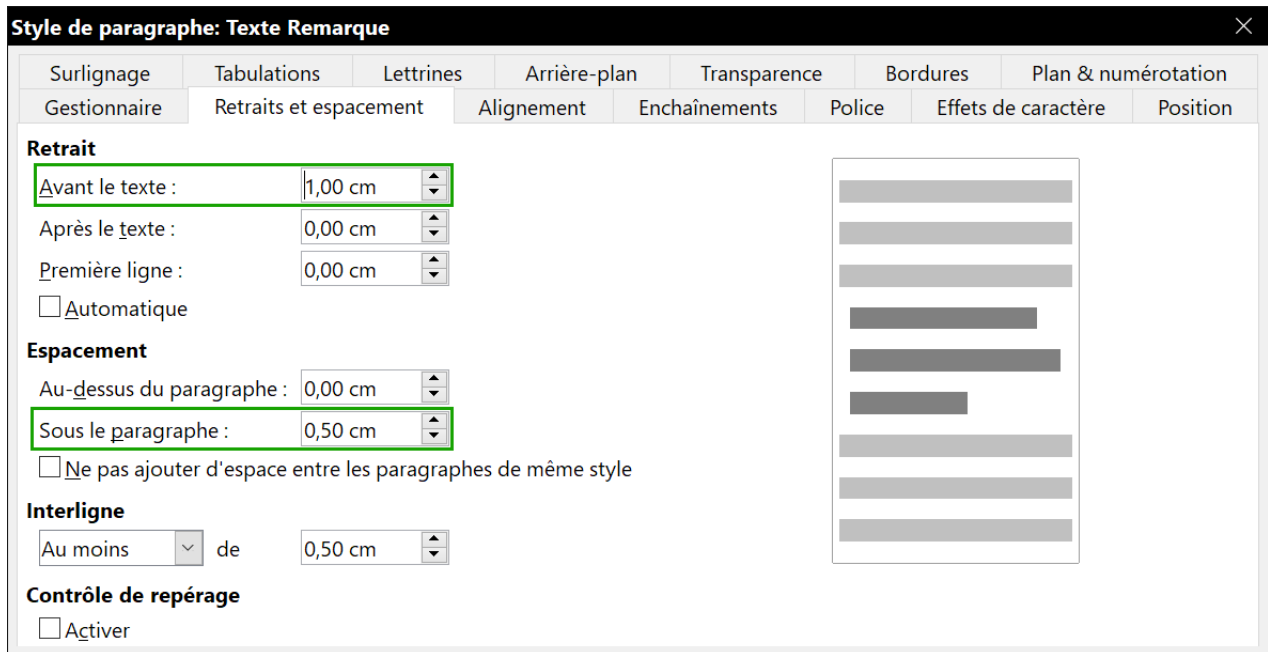 Style de paragraphe: Texte Remarque
Surlignage Tabulations Lettrines Arrière-plan Transparence Bordures Plan & numérotation
Gestionnaire Retraits et espacement Alignement Enchaînements Police Effets de caractère Position
Retrait
Avant le texte : 1,00 cm
Après le texte : 0,00 cm
Première ligne : 0,00 cm
Automatique
Espacement
Au-dessus du paragraphe : 0,00 cm
Sous le paragraphe : 0,50 cm
Ne pas ajouter d'espace entre les paragraphes de même style
Interligne
Au moins de 0,50 cm
Contrôle de repérage
Activer